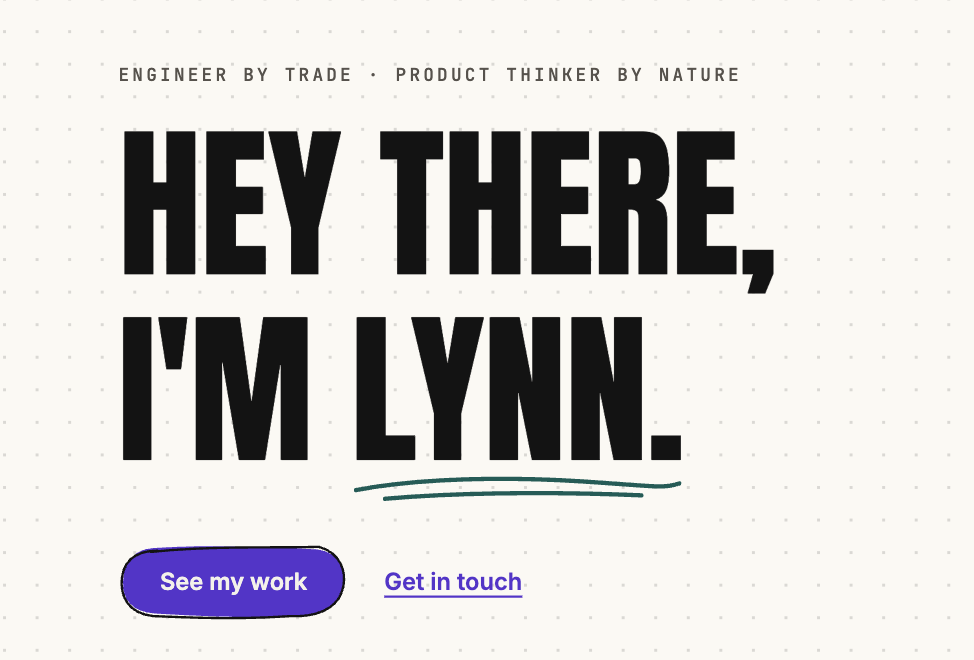 ENGINEER BY TRADE · PRODUCT THINKER BY NATURE
HEY THERE,
I'M LYNN.
See my work
Get in touch